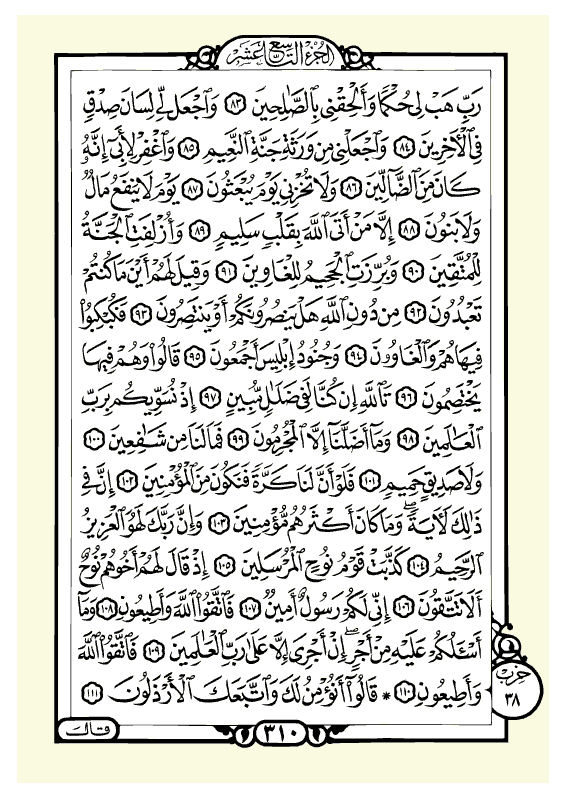 الجزء التاسع عشر
رَبِّ هَبْ لِي حُكْمًا وَأَلْحِقْنِي بِالصَّالِحِينَ ٨٣ وَاجْعَل لِّي لِسَانَ صِدْقٍ
فِي الْآخِرِينَ ٨٤ وَاجْعَلْنِي مِن وَرَثَةِ جَنَّةِ النَّعِيمِ ٨٥ وَاغْفِرْ لِأَبِي إِنَّهُ
كَانَ مِنَ الضَّالِّينَ ٨٦ وَلَا تُخْزِنِي يَوْمَ يُبْعَثُونَ ٨٧ يَوْمَ لَا يَنفَعُ مَالٌ
وَلَا بَنُونَ ٨٨ إِلَّا مَنْ أَتَى اللَّهَ بِقَلْبٍ سَلِيمٍ ٨٩ وَأُزْلِفَتِ الْجَنَّةُ
لِلْمُتَّقِينَ ٩٠ وَبُرِّزَتِ الْجَحِيمُ لِلْغَاوِينَ ٩١ وَقِيلَ لَهُمْ أَيْنَ مَا كُنتُمْ
تَعْبُدُونَ ٩٢ مِن دُونِ اللَّهِ هَلْ يَنصُرُونَكُمْ أَوْ يَنتَصِرُونَ ٩٣ فَكُبْكِبُوا
فِيهَا هُمْ وَالْغَاوُونَ ٩٤ وَجُنُودُ إِبْلِيسَ أَجْمَعُونَ ٩٥ قَالُوا وَهُمْ فِيهَا
يَخْتَصِمُونَ ٩٦ تَاللَّهِ إِن كُنَّا لَفِي ضَلَالٍ مُّبِينٍ ٩٧ إِذْ نُسَوِّيكُم بِرَبِّ
الْعَالَمِينَ ٩٨ وَمَا أَضَلَّنَا إِلَّا الْمُجْرِمُونَ ٩٩ فَمَا لَنَا مِن شَافِعِينَ ١٠٠
وَلَا صَدِيقٍ حَمِيمٍ ١٠١ فَلَوْ أَنَّ لَنَا كَرَّةً فَنَكُونَ مِنَ الْمُؤْمِنِينَ ١٠٢ إِنَّ فِي
ذَٰلِكَ لَآيَةً ۖ وَمَا كَانَ أَكْثَرُهُم مُّؤْمِنِينَ ١٠٣ وَإِنَّ رَبَّكَ لَهُوَ الْعَزِيزُ
الرَّحِيمُ ١٠٤ كَذَّبَتْ قَوْمُ نُوحٍ الْمُرْسَلِينَ ١٠٥ إِذْ قَالَ لَهُمْ أَخُوهُمْ نُوحٌ
أَلَا تَتَّقُونَ ١٠٦ إِنِّي لَكُمْ رَسُولٌ أَمِينٌ ١٠٧ فَاتَّقُوا اللَّهَ وَأَطِيعُونِ ١٠٨ وَمَا
أَسْأَلُكُمْ عَلَيْهِ مِنْ أَجْرٍ ۖ إِنْ أَجْرِيَ إِلَّا عَلَىٰ رَبِّ الْعَالَمِينَ ١٠٩ فَاتَّقُوا اللَّهَ
وَأَطِيعُونِ ١١٠ * قَالُوا أَنُؤْمِنُ لَكَ وَاتَّبَعَكَ الْأَرْذَلُونَ ١١١
حزب
٣٨
٣١٠
قالَ